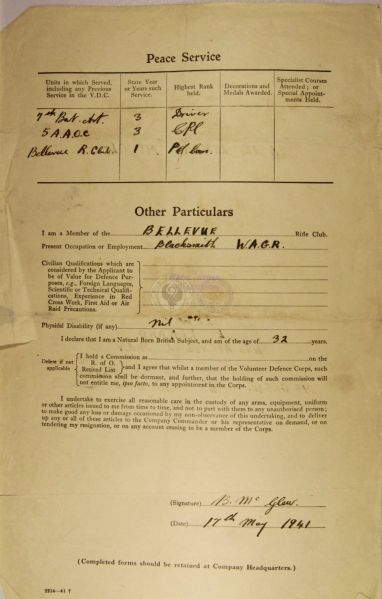 Peace Service
Units in which Served, including any Previous Service in the V.D.C.
State Year or Years such Service.
Highest Rank held.
Decorations and Medals Awarded.
Specialist Courses Attended; or Special Appointments Held.
7th Bat. Art. 3 Driver
5 A.A.O.C 3 CPL
Bellevue R. Club. 1
Other Particulars
I am a Member of the BELLEVUE Rifle Club.
Present Occupation or Employment Blacksmith W.A.G.R.
Civilian Qualifications which are
considered by the Applicant to
be of Value for Defence Pur-
poses, e.g., Foreign Languages,
Scientific or Technical Qualifi-
cations, Experience in Red
Cross Work, First Aid or Air
Raid Precautions.
Physical Disability (if any) Nil
I declare that I am a Natural Born British Subject, and am of the age of 32 years.
Delete if not applicable
I hold a Commission as on the
R. of O.
Retired List and I agree that whilst a member of the Volunteer Defence Corps, such
commission shall be dormant, and further, that the holding of such commission will
not entitle me, ipso facto, to any appointment in the Corps.
I undertake to exercise all reasonable care in the custody of any arms, equipment, uniform
or other articles issued to me from time to time, and not to part with them to any unauthorised person;
to make good any loss or damage occasioned by my non-observance of this undertaking, and to deliver
up any or all of these articles to the Company Commander or his representative on demand, or on
tendering my resignation, or on any account ceasing to be a member of the Corps.
(Signature) B. Mc Glew.
(Date) 17th May 1941
(Completed forms should be retained at Company Headquarters.)